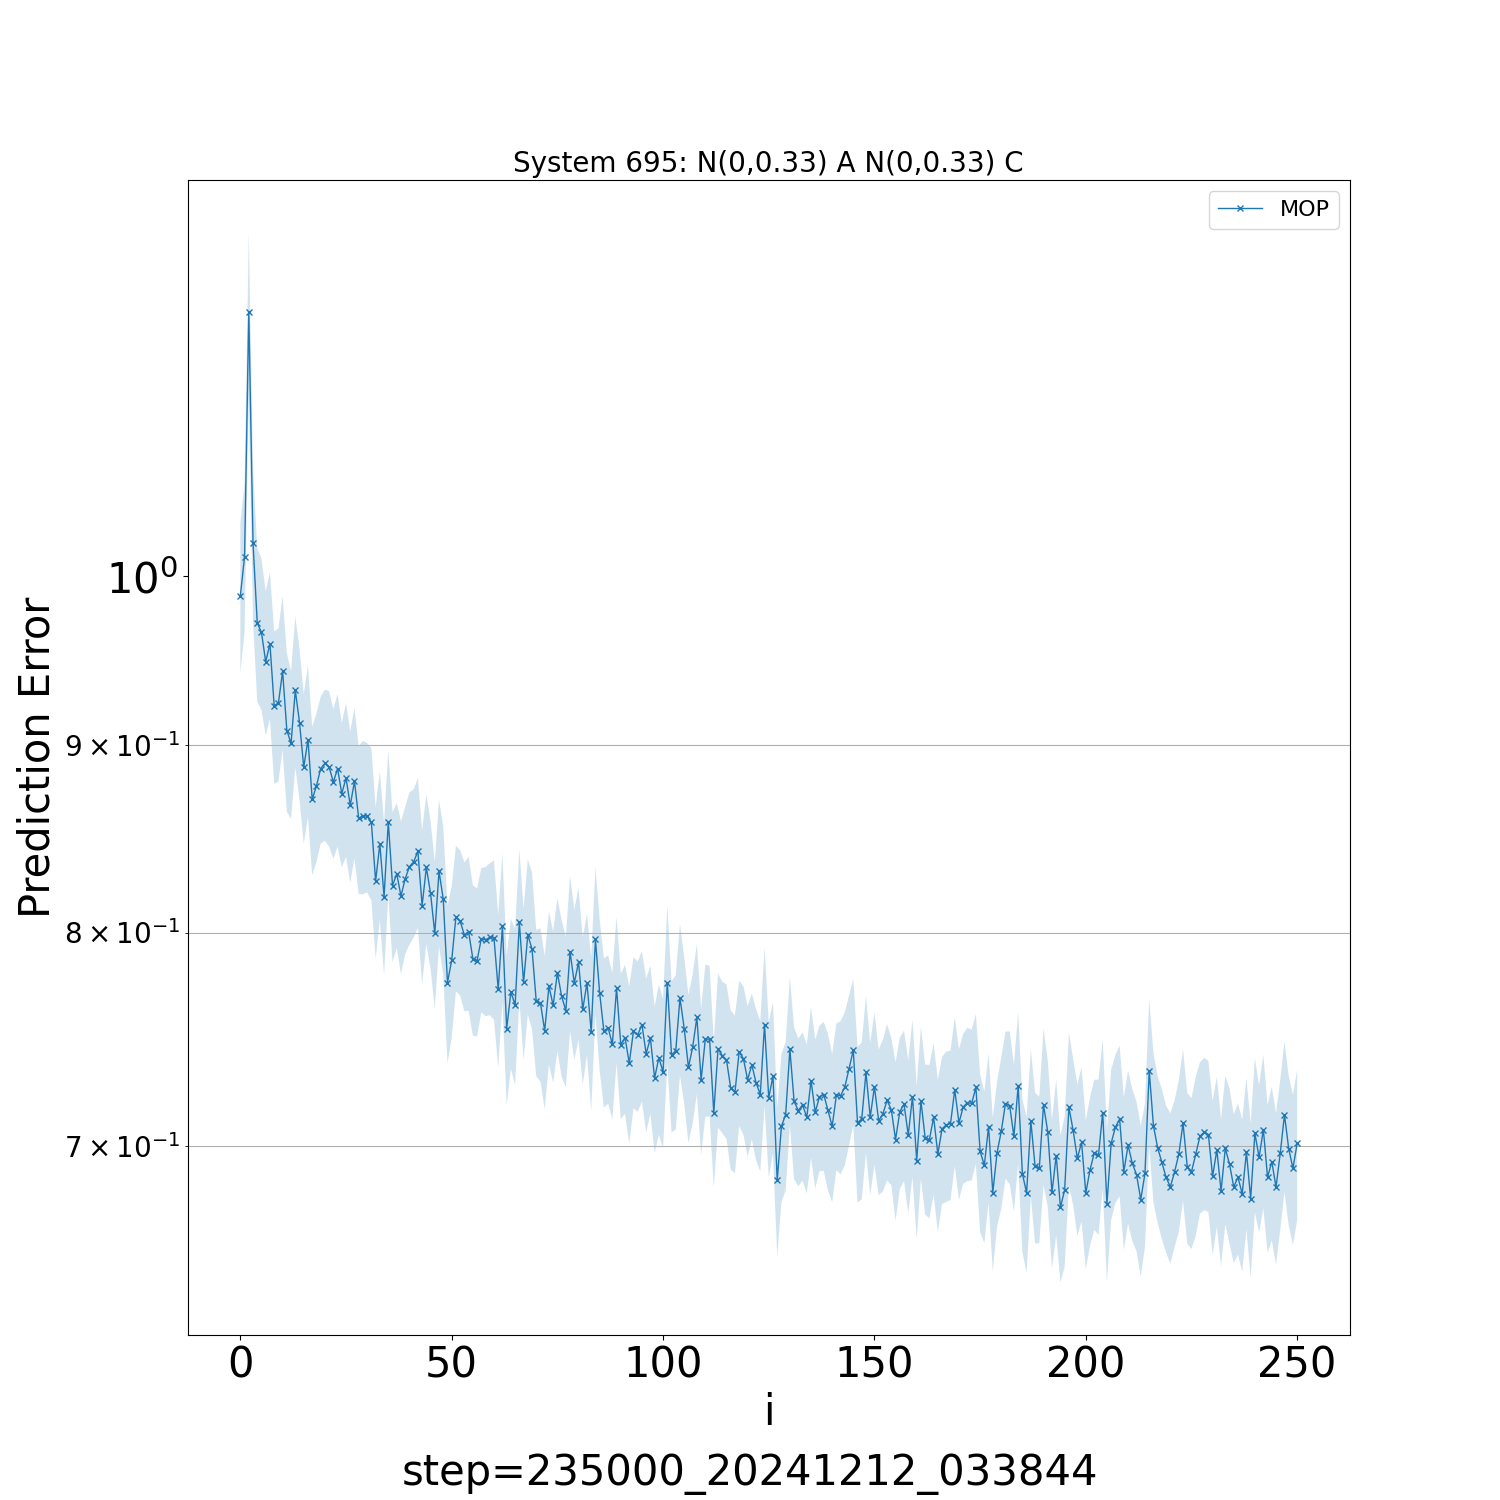 System 695: N(0,0.33) A N(0,0.33) C
MOP
Prediction Error
10⁰
9 × 10⁻¹
8 × 10⁻¹
7 × 10⁻¹
0 50 100 150 200 250
i
step=235000_20241212_033844